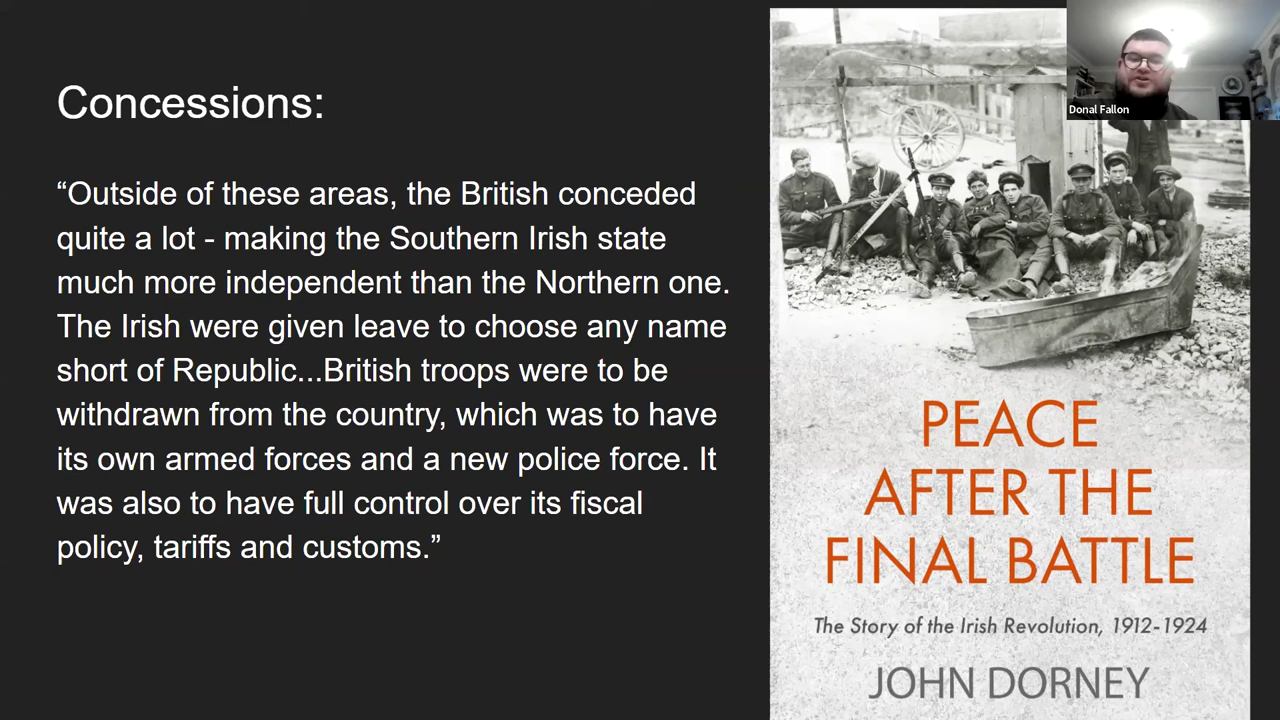 Concessions:
“Outside of these areas, the British conceded
quite a lot - making the Southern Irish state
much more independent than the Northern one.
The Irish were given leave to choose any name
short of Republic...British troops were to be
withdrawn from the country, which was to have
its own armed forces and a new police force. It
was also to have full control over its fiscal
policy, tariffs and customs.”
Donal Fallon
PEACE
AFTER THE
FINAL BATTLE
The Story of the Irish Revolution, 1912-1924
JOHN DORNEY